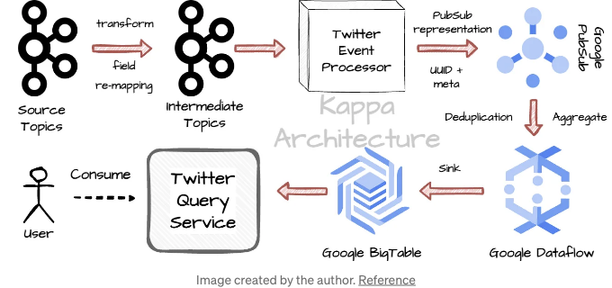 transform
field
re-mapping
Source
Topics
Intermediate
Topics
Twitter
Event
Processor
PubSub
representation
UUID +
meta
Google
PubSub
Kappa
Architecture
Deduplication
Aggregate
Consume
User
Twitter
Query
Service
Google BigTable
Sink
Google Dataflow
Image created by the author. Reference